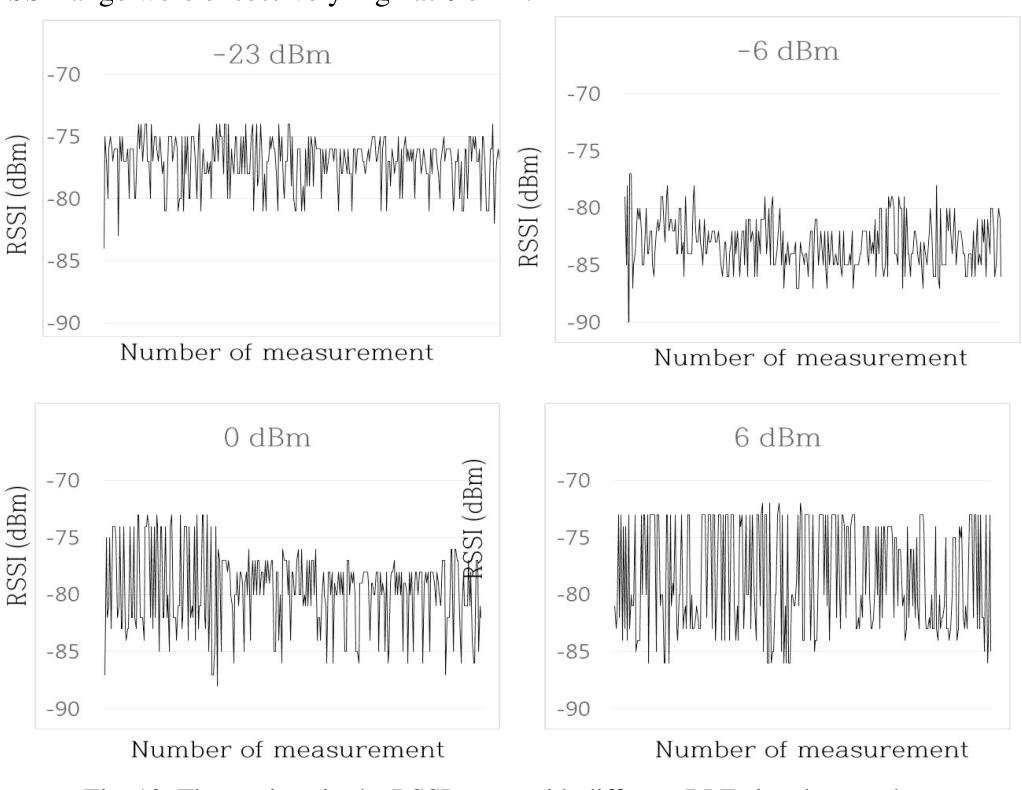 -23 dBm
-70
-75
-80
-85
-90
RSSI (dBm)
Number of measurement
-6 dBm
-70
-75
-80
-85
-90
RSSI (dBm)
Number of measurement
0 dBm
-70
-75
-80
-85
-90
RSSI (dBm)
Number of measurement
6 dBm
-70
-75
-80
-85
-90
RSSI (dBm)
Number of measurement